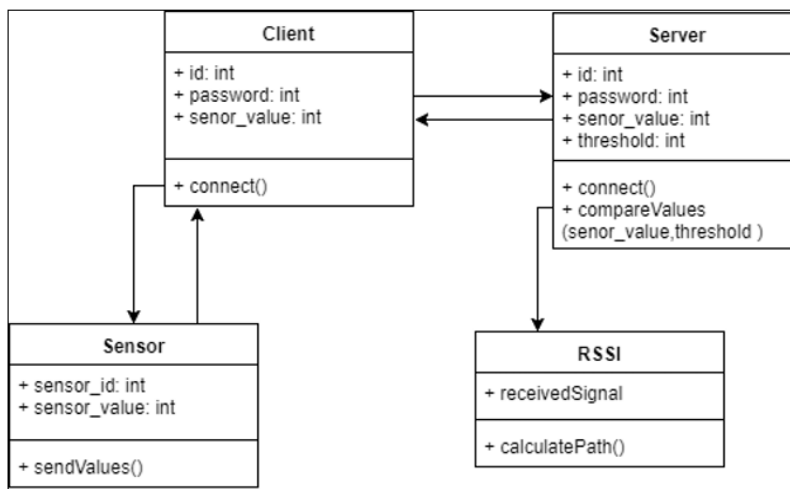 Client
+ id: int
+ password: int
+ senor_value: int
+ connect()
Server
+ id: int
+ password: int
+ senor_value: int
+ threshold: int
+ connect()
+ compareValues
(senor_value,threshold )
Sensor
+ sensor_id: int
+ sensor_value: int
+ sendValues()
RSSI
+ receivedSignal
+ calculatePath()